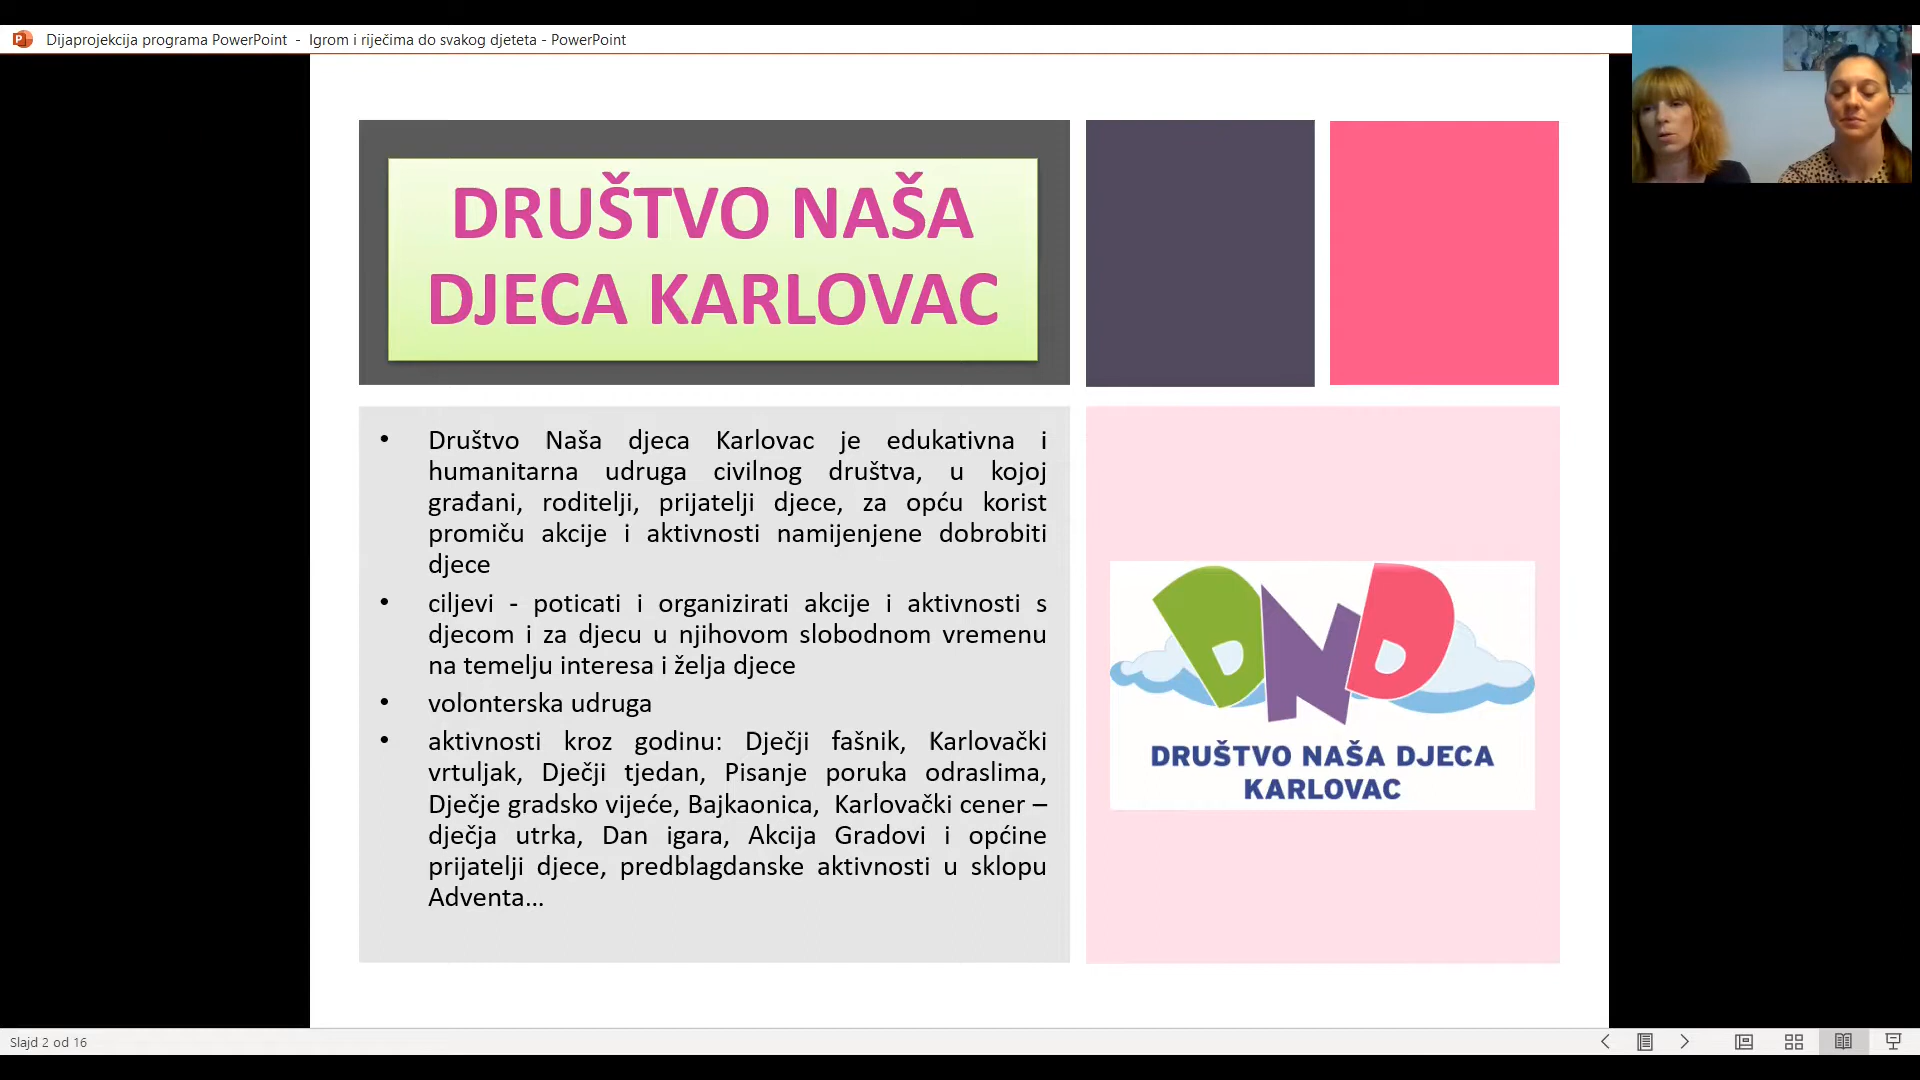 Dijaprojekcija programa PowerPoint - Igrom i riječima do svakog djeteta - PowerPoint
DRUŠTVO NAŠA
DJECA KARLOVAC
• Društvo Naša djeca Karlovac je edukativna i
humanitarna udruga civilnog društva, u kojoj
građani, roditelji, prijatelji djece, za opću korist
promiču akcije i aktivnosti namijenjene dobrobiti
djece
• ciljevi - poticati i organizirati akcije i aktivnosti s
djecom i za djecu u njihovom slobodnom vremenu
na temelju interesa i želja djece
• volonterska udruga
• aktivnosti kroz godinu: Dječji fašnik, Karlovački
vrtuljak, Dječji tjedan, Pisanje poruka odraslima,
Dječje gradsko vijeće, Bajkaonica, Karlovački cener –
dječja utrka, Dan igara, Akcija Gradovi i općine
prijatelji djece, predblagdanske aktivnosti u sklopu
Adventa...
DND
DRUŠTVO NAŠA DJECA
KARLOVAC
Slajd 2 od 16